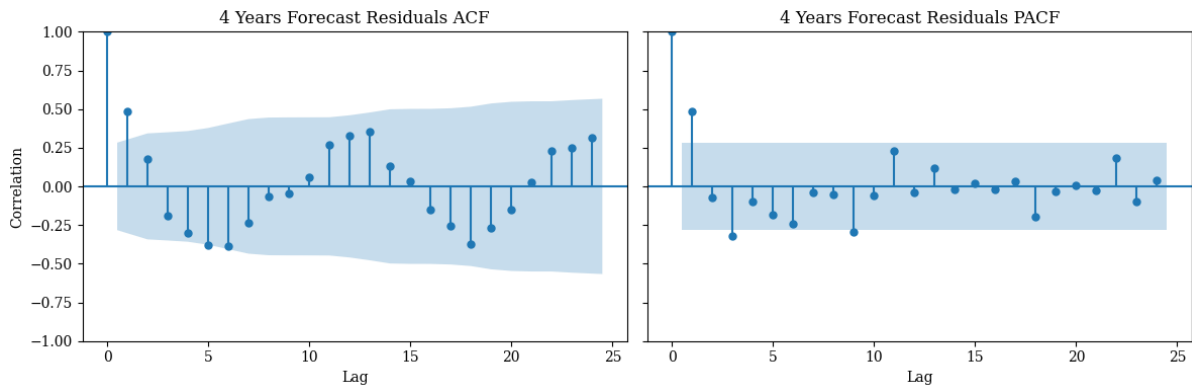 4 Years Forecast Residuals ACF
4 Years Forecast Residuals PACF
1.00
0.75
0.50
0.25
0.00
−0.25
−0.50
−0.75
−1.00
Correlation
0 5 10 15 20 25
0 5 10 15 20 25
Lag
Lag